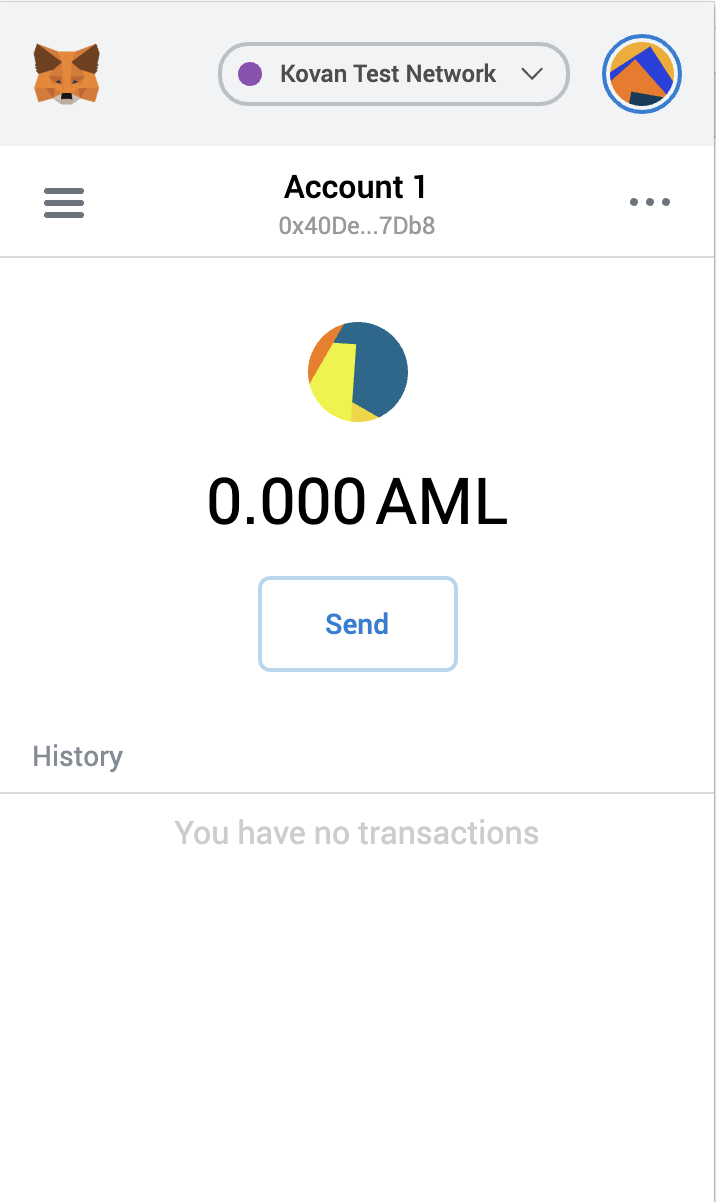 Kovan Test Network
Account 1
0x40De...7Db8
0.000 AML
Send
History
You have no transactions